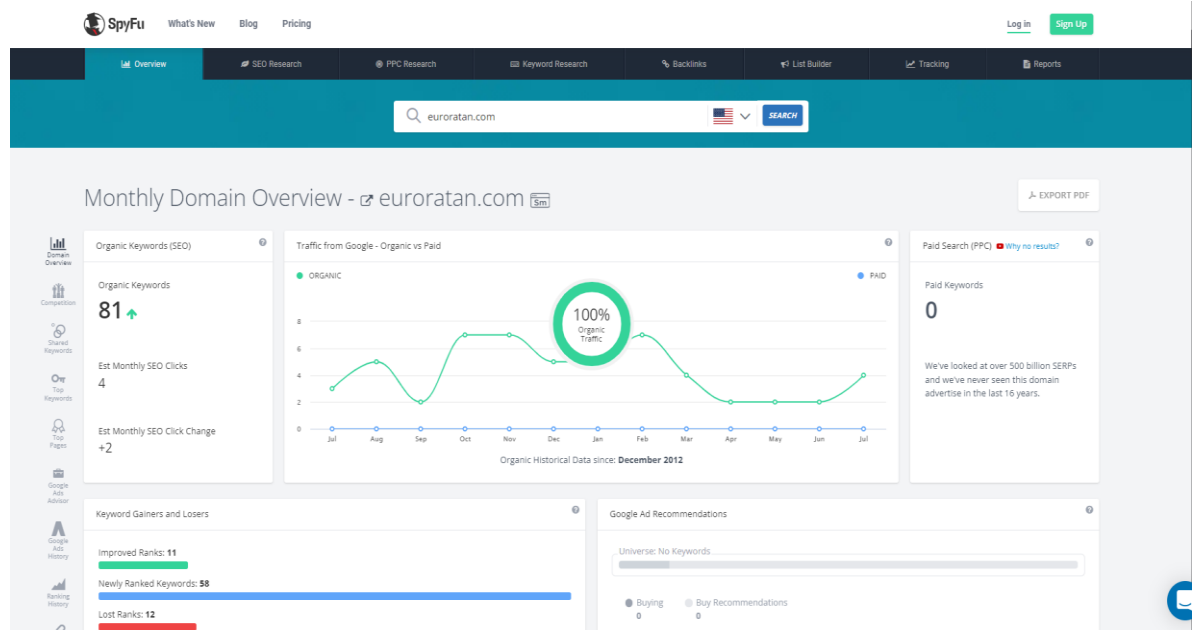 SpyFu
What's New
Blog
Pricing
Log in
Sign Up
Overview
SEO Research
PPC Research
Keyword Research
Backlinks
List Builder
Tracking
Reports
euroratan.com
SEARCH
Monthly Domain Overview - euroratan.com Sm
EXPORT PDF
Domain
Overview
Competition
Shared
Keywords
Top
Keywords
Top
Pages
Google
Ads
Advisor
Google
Ads
History
Ranking
History
Organic Keywords (SEO)
Organic Keywords
81
Est Monthly SEO Clicks
4
Est Monthly SEO Click Change
+2
Traffic from Google - Organic vs Paid
ORGANIC
PAID
100%
Organic
Traffic
8
6
4
2
0
Jul Aug Sep Oct Nov Dec Jan Feb Mar Apr May Jun Jul
Organic Historical Data since: December 2012
Paid Search (PPC) Why no results?
Paid Keywords
0
We've looked at over 500 billion SERPs
and we've never seen this domain
advertise in the last 16 years.
Keyword Gainers and Losers
Improved Ranks: 11
Newly Ranked Keywords: 58
Lost Ranks: 12
Google Ad Recommendations
Universe: No Keywords
Buying
0
Buy Recommendations
0